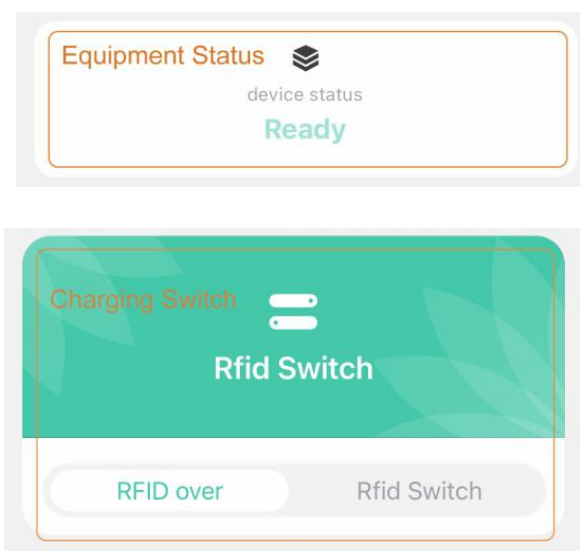 Equipment Status
device status
Ready
Charging Switch
Rfid Switch
RFID over Rfid Switch